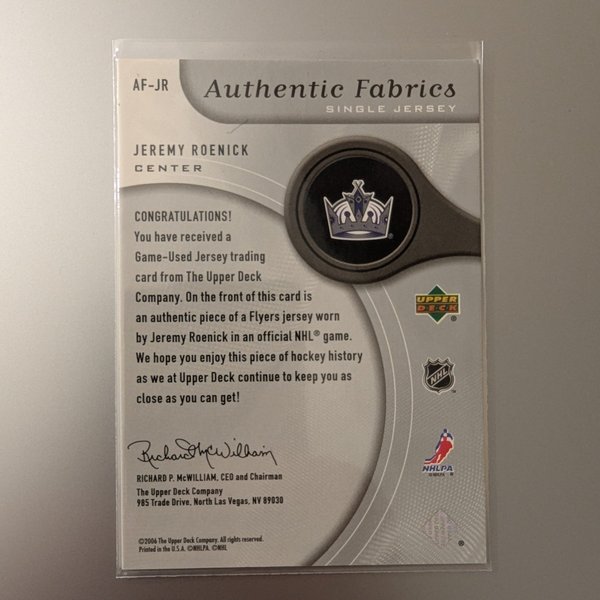 AF-JR
Authentic Fabrics
SINGLE JERSEY
JEREMY ROENICK
CENTER
CONGRATULATIONS!
You have received a
Game-Used Jersey trading
card from The Upper Deck
Company. On the front of this card is
an authentic piece of a Flyers jersey worn
by Jeremy Roenick in an official NHL® game.
We hope you enjoy this piece of hockey history
as we at Upper Deck continue to keep you as
close as you can get!
Richard P. McWilliam
RICHARD P. McWILLIAM, CEO and Chairman
The Upper Deck Company
985 Trade Drive, North Las Vegas, NV 89030
©2006 The Upper Deck Company. All rights reserved.
Printed in the U.S.A. ©NHLPA. ©NHL
®
UPPER
DECK
®
NHL
™
NHLPA
®